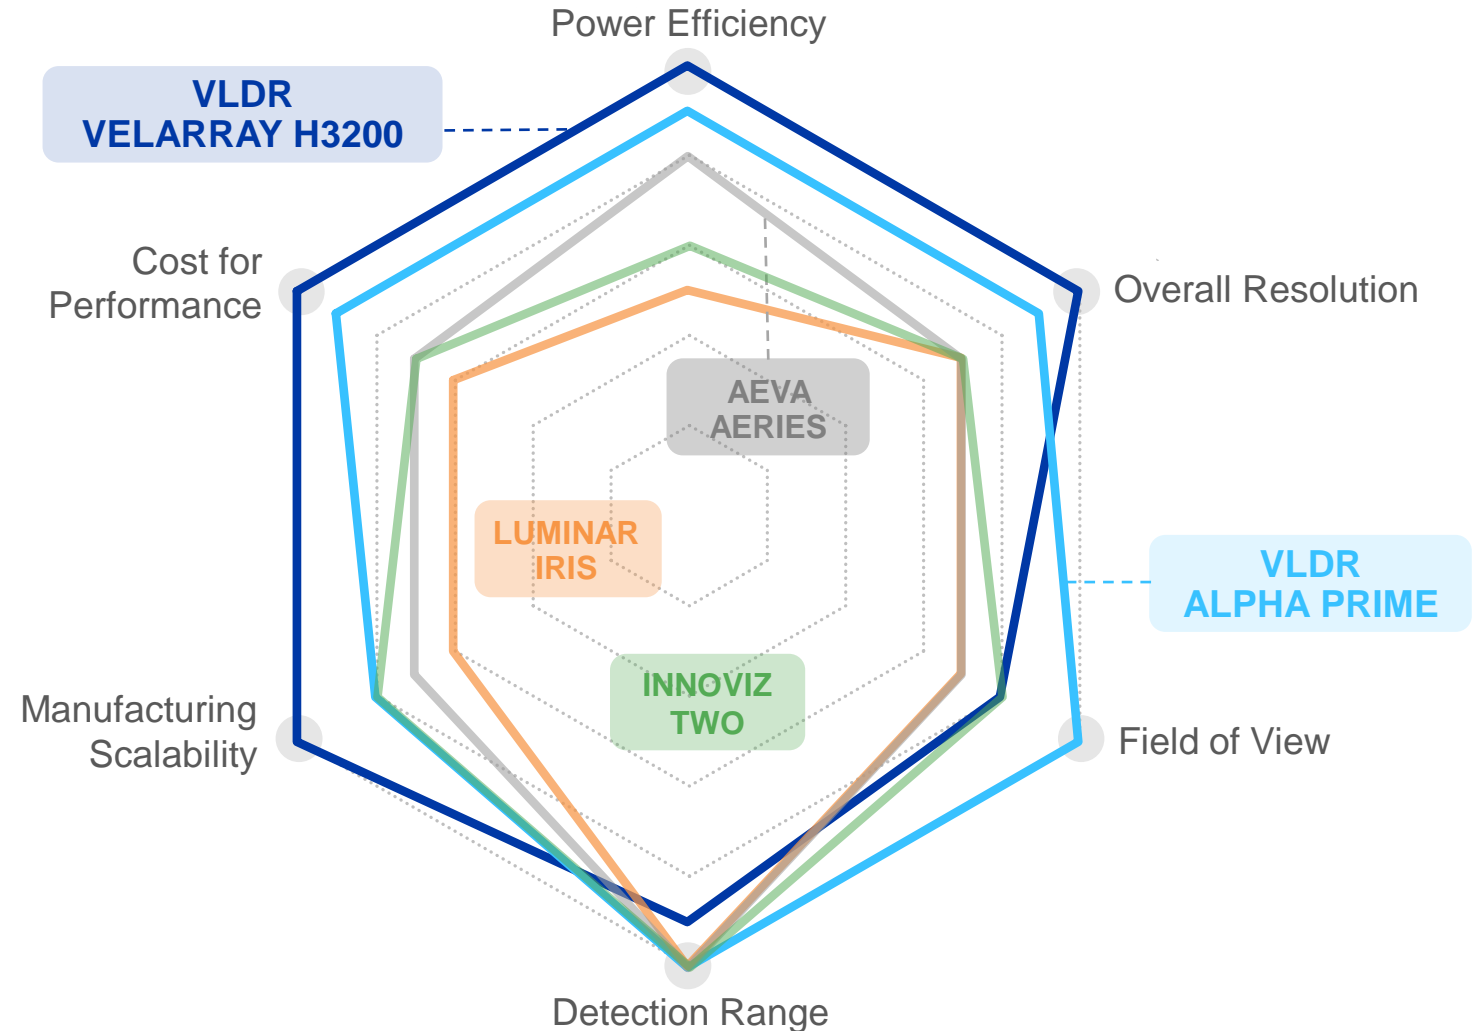 Power Efficiency
VLDR
VELARRAY H3200
Cost for
Performance
Overall Resolution
AEVA
AERIES
LUMINAR
IRIS
VLDR
ALPHA PRIME
INNOVIZ
TWO
Manufacturing
Scalability
Field of View
Detection Range